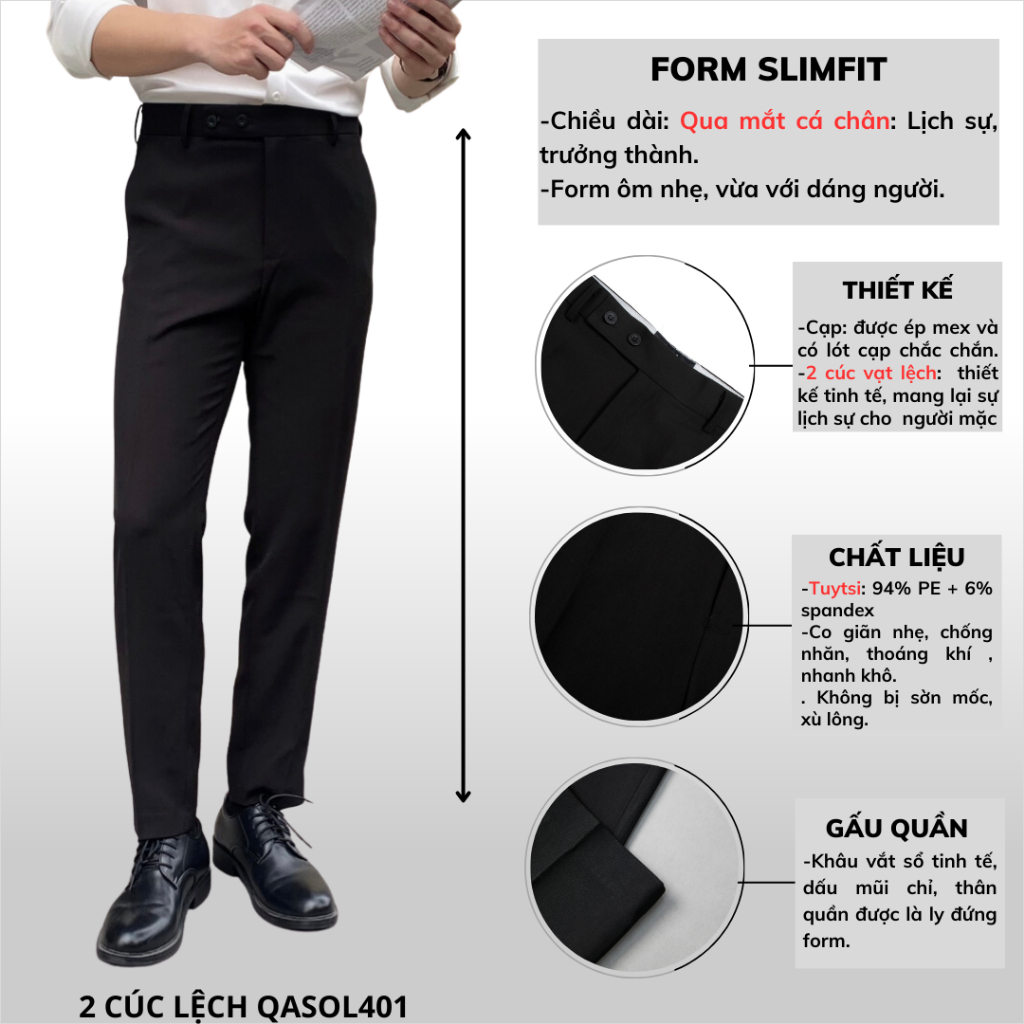 FORM SLIMFIT
-Chiều dài: Qua mắt cá chân: Lịch sự,
trưởng thành.
-Form ôm nhẹ, vừa với dáng người.
THIẾT KẾ
-Cạp: được ép mex và
có lót cạp chắc chắn.
-2 cúc vạt lệch: thiết
kế tinh tế, mang lại sự
lịch sự cho người mặc
CHẤT LIỆU
-Tuytsi: 94% PE + 6%
spandex
-Co giãn nhẹ, chống
nhăn, thoáng khí ,
nhanh khô.
. Không bị sờn mốc,
xù lông.
GẤU QUẦN
-Khâu vắt sổ tinh tế,
dấu mũi chỉ, thân
quần được là ly đứng
form.
2 CÚC LỆCH QASOL401